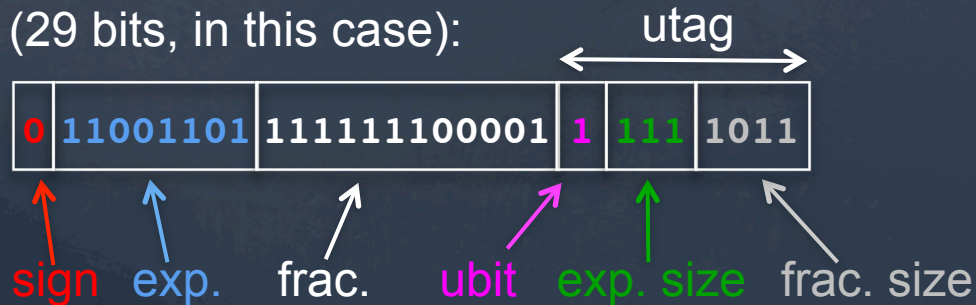 (29 bits, in this case): utag
0 11001101 111111100001 1 111 1011
sign exp. frac. ubit exp. size frac. size